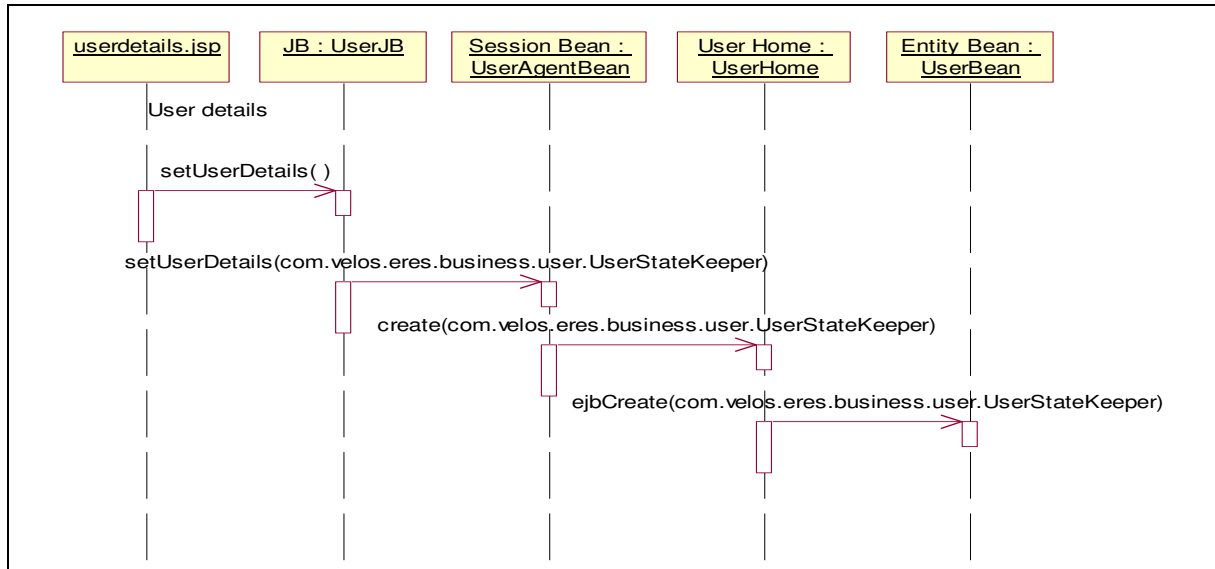 userdetails.jsp
JB : UserJB
Session Bean :
UserAgentBean
User Home :
UserHome
Entity Bean :
UserBean
User details
setUserDetails( )
setUserDetails(com.velos.eres.business.user.UserStateKeeper)
create(com.velos.eres.business.user.UserStateKeeper)
ejbCreate(com.velos.eres.business.user.UserStateKeeper)